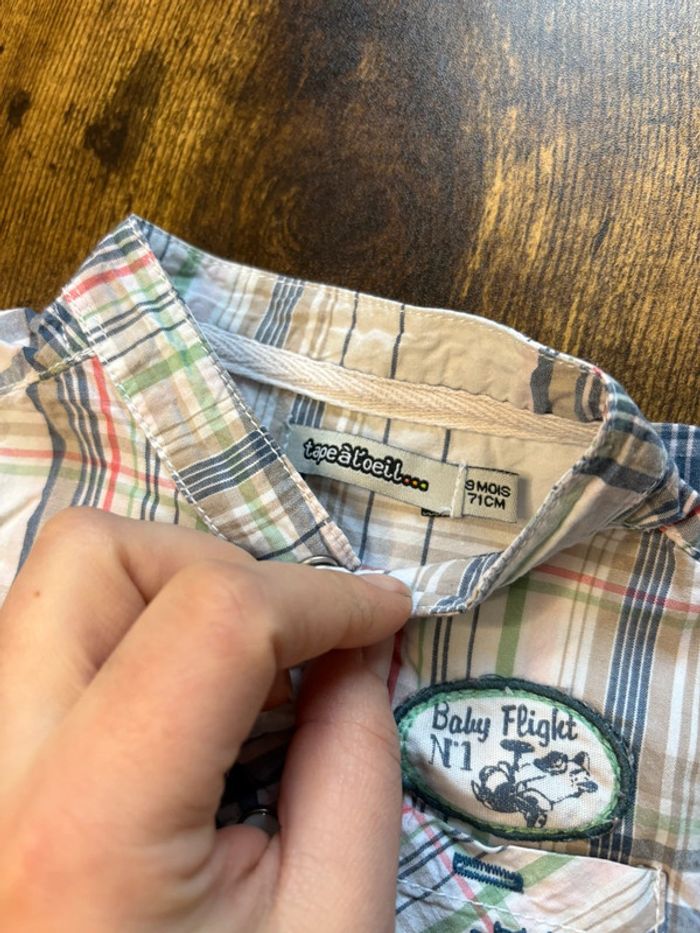 tape à l'oeil...
9 MOIS
71CM
Baby Flight
N°1